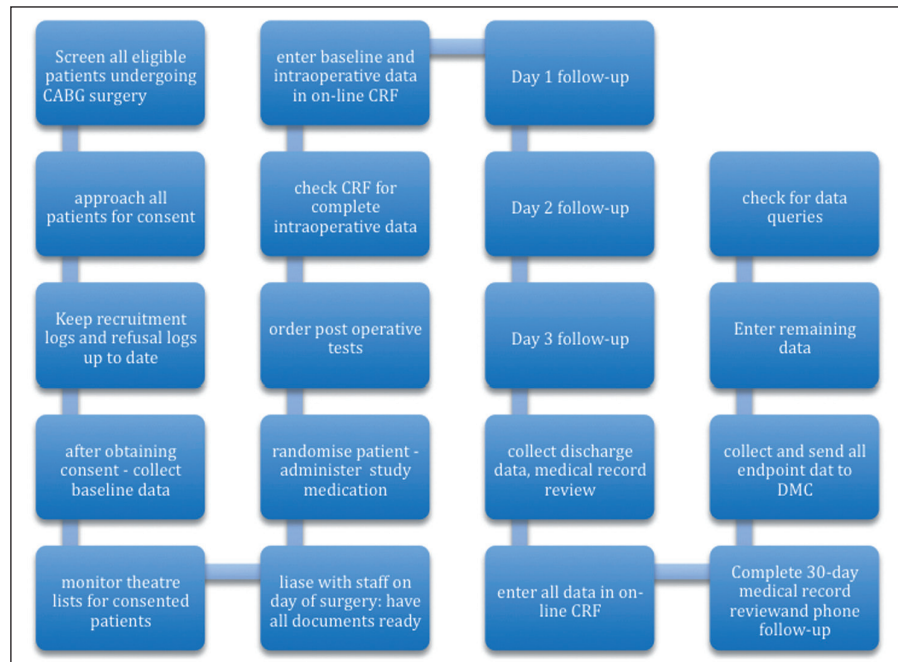 Screen all eligible
patients undergoing
CABG surgery
approach all
patients for consent
Keep recruitment
logs and refusal logs
up to date
after obtaining
consent - collect
baseline data
monitor theatre
lists for consented
patients
liase with staff on
day of surgery: have
all documents ready
randomise patient -
administer study
medication
order post operative
tests
check CRF for
complete
intraoperative data
enter baseline and
intraoperative data
in on-line CRF
Day 1 follow-up
Day 2 follow-up
Day 3 follow-up
collect discharge
data, medical record
review
enter all data in on-
line CRF
Complete 30-day
medical record
reviewand phone
follow-up
collect and send all
endpoint dat to
DMC
Enter remaining
data
check for data
queries